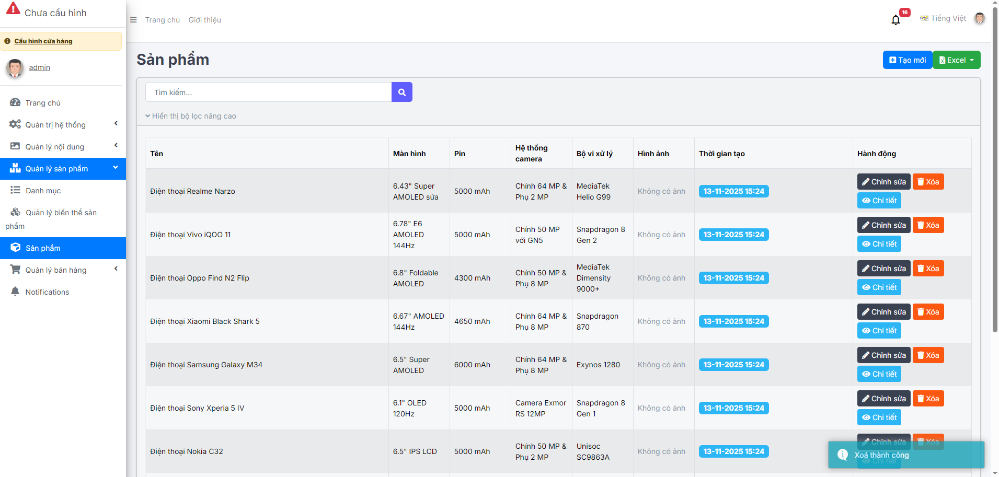 Chưa cấu hình
Cấu hình cửa hàng
admin
Trang chủ
Quản trị hệ thống
Quản lý nội dung
Quản lý sản phẩm
Danh mục
Quản lý biến thể sản
phẩm
Sản phẩm
Quản lý bán hàng
Notifications
Trang chủ Giới thiệu
16
Tiếng Việt
Sản phẩm
Tạo mới Excel
Tìm kiếm...
Hiển thị bộ lọc nâng cao
Tên Màn hình Pin Hệ thống camera Bộ vi xử lý Hình ảnh Thời gian tạo Hành động
Điện thoại Realme Narzo 6.43" Super AMOLED sửa 5000 mAh Chính 64 MP & Phụ 2 MP MediaTek Helio G99 Không có ảnh 13-11-2025 15:24 Chỉnh sửa Xóa Chi tiết
Điện thoại Vivo iQOO 11 6.78" E6 AMOLED 144Hz 5000 mAh Chính 50 MP với GN5 Snapdragon 8 Gen 2 Không có ảnh 13-11-2025 15:24 Chỉnh sửa Xóa Chi tiết
Điện thoại Oppo Find N2 Flip 6.8" Foldable AMOLED 4300 mAh Chính 50 MP & Phụ 8 MP MediaTek Dimensity 9000+ Không có ảnh 13-11-2025 15:24 Chỉnh sửa Xóa Chi tiết
Điện thoại Xiaomi Black Shark 5 6.67" AMOLED 144Hz 4650 mAh Chính 64 MP & Phụ 8 MP Snapdragon 870 Không có ảnh 13-11-2025 15:24 Chỉnh sửa Xóa Chi tiết
Điện thoại Samsung Galaxy M34 6.5" Super AMOLED 6000 mAh Chính 64 MP & Phụ 8 MP Exynos 1280 Không có ảnh 13-11-2025 15:24 Chỉnh sửa Xóa Chi tiết
Điện thoại Sony Xperia 5 IV 6.1" OLED 120Hz 5000 mAh Camera Exmor RS 12MP Snapdragon 8 Gen 1 Không có ảnh 13-11-2025 15:24 Chỉnh sửa Xóa Chi tiết
Điện thoại Nokia C32 6.5" IPS LCD 5000 mAh Chính 50 MP & Phụ 2 MP Unisoc SC9863A Không có ảnh 13-11-2025 15:24 Chỉnh sửa Xóa Chi tiết
Xoá thành công